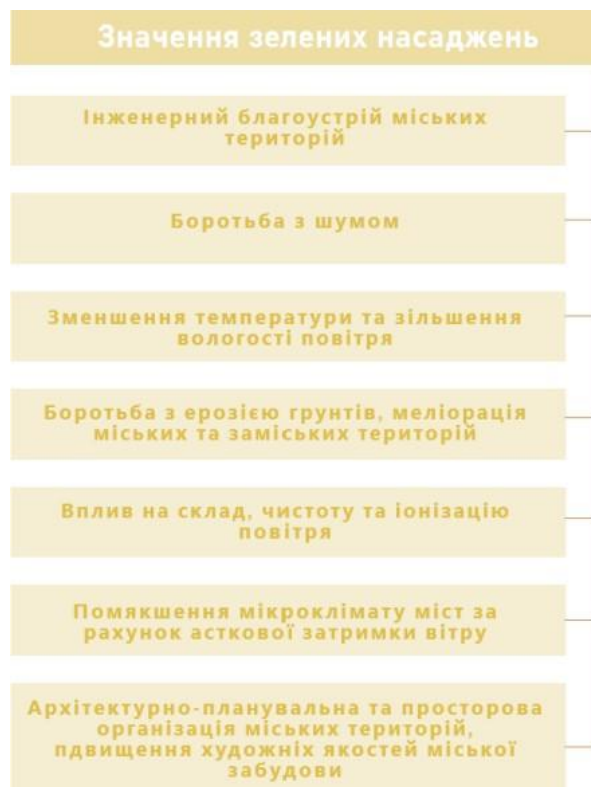 Значення зелених насаджень
Інженерний благоустрій міських
територій
Боротьба з шумом
Зменшення температури та зільшення
вологості повітря
Боротьба з ерозією грунтів, меліорація
міських та заміських територій
Вплив на склад, чистоту та іонізацію
повітря
Помякшення мікроклімату міст за
рахунок асткової затримки вітру
Архітектурно-планувальна та просторова
організація міських територій,
пдвищення художніх якостей міської
забудови